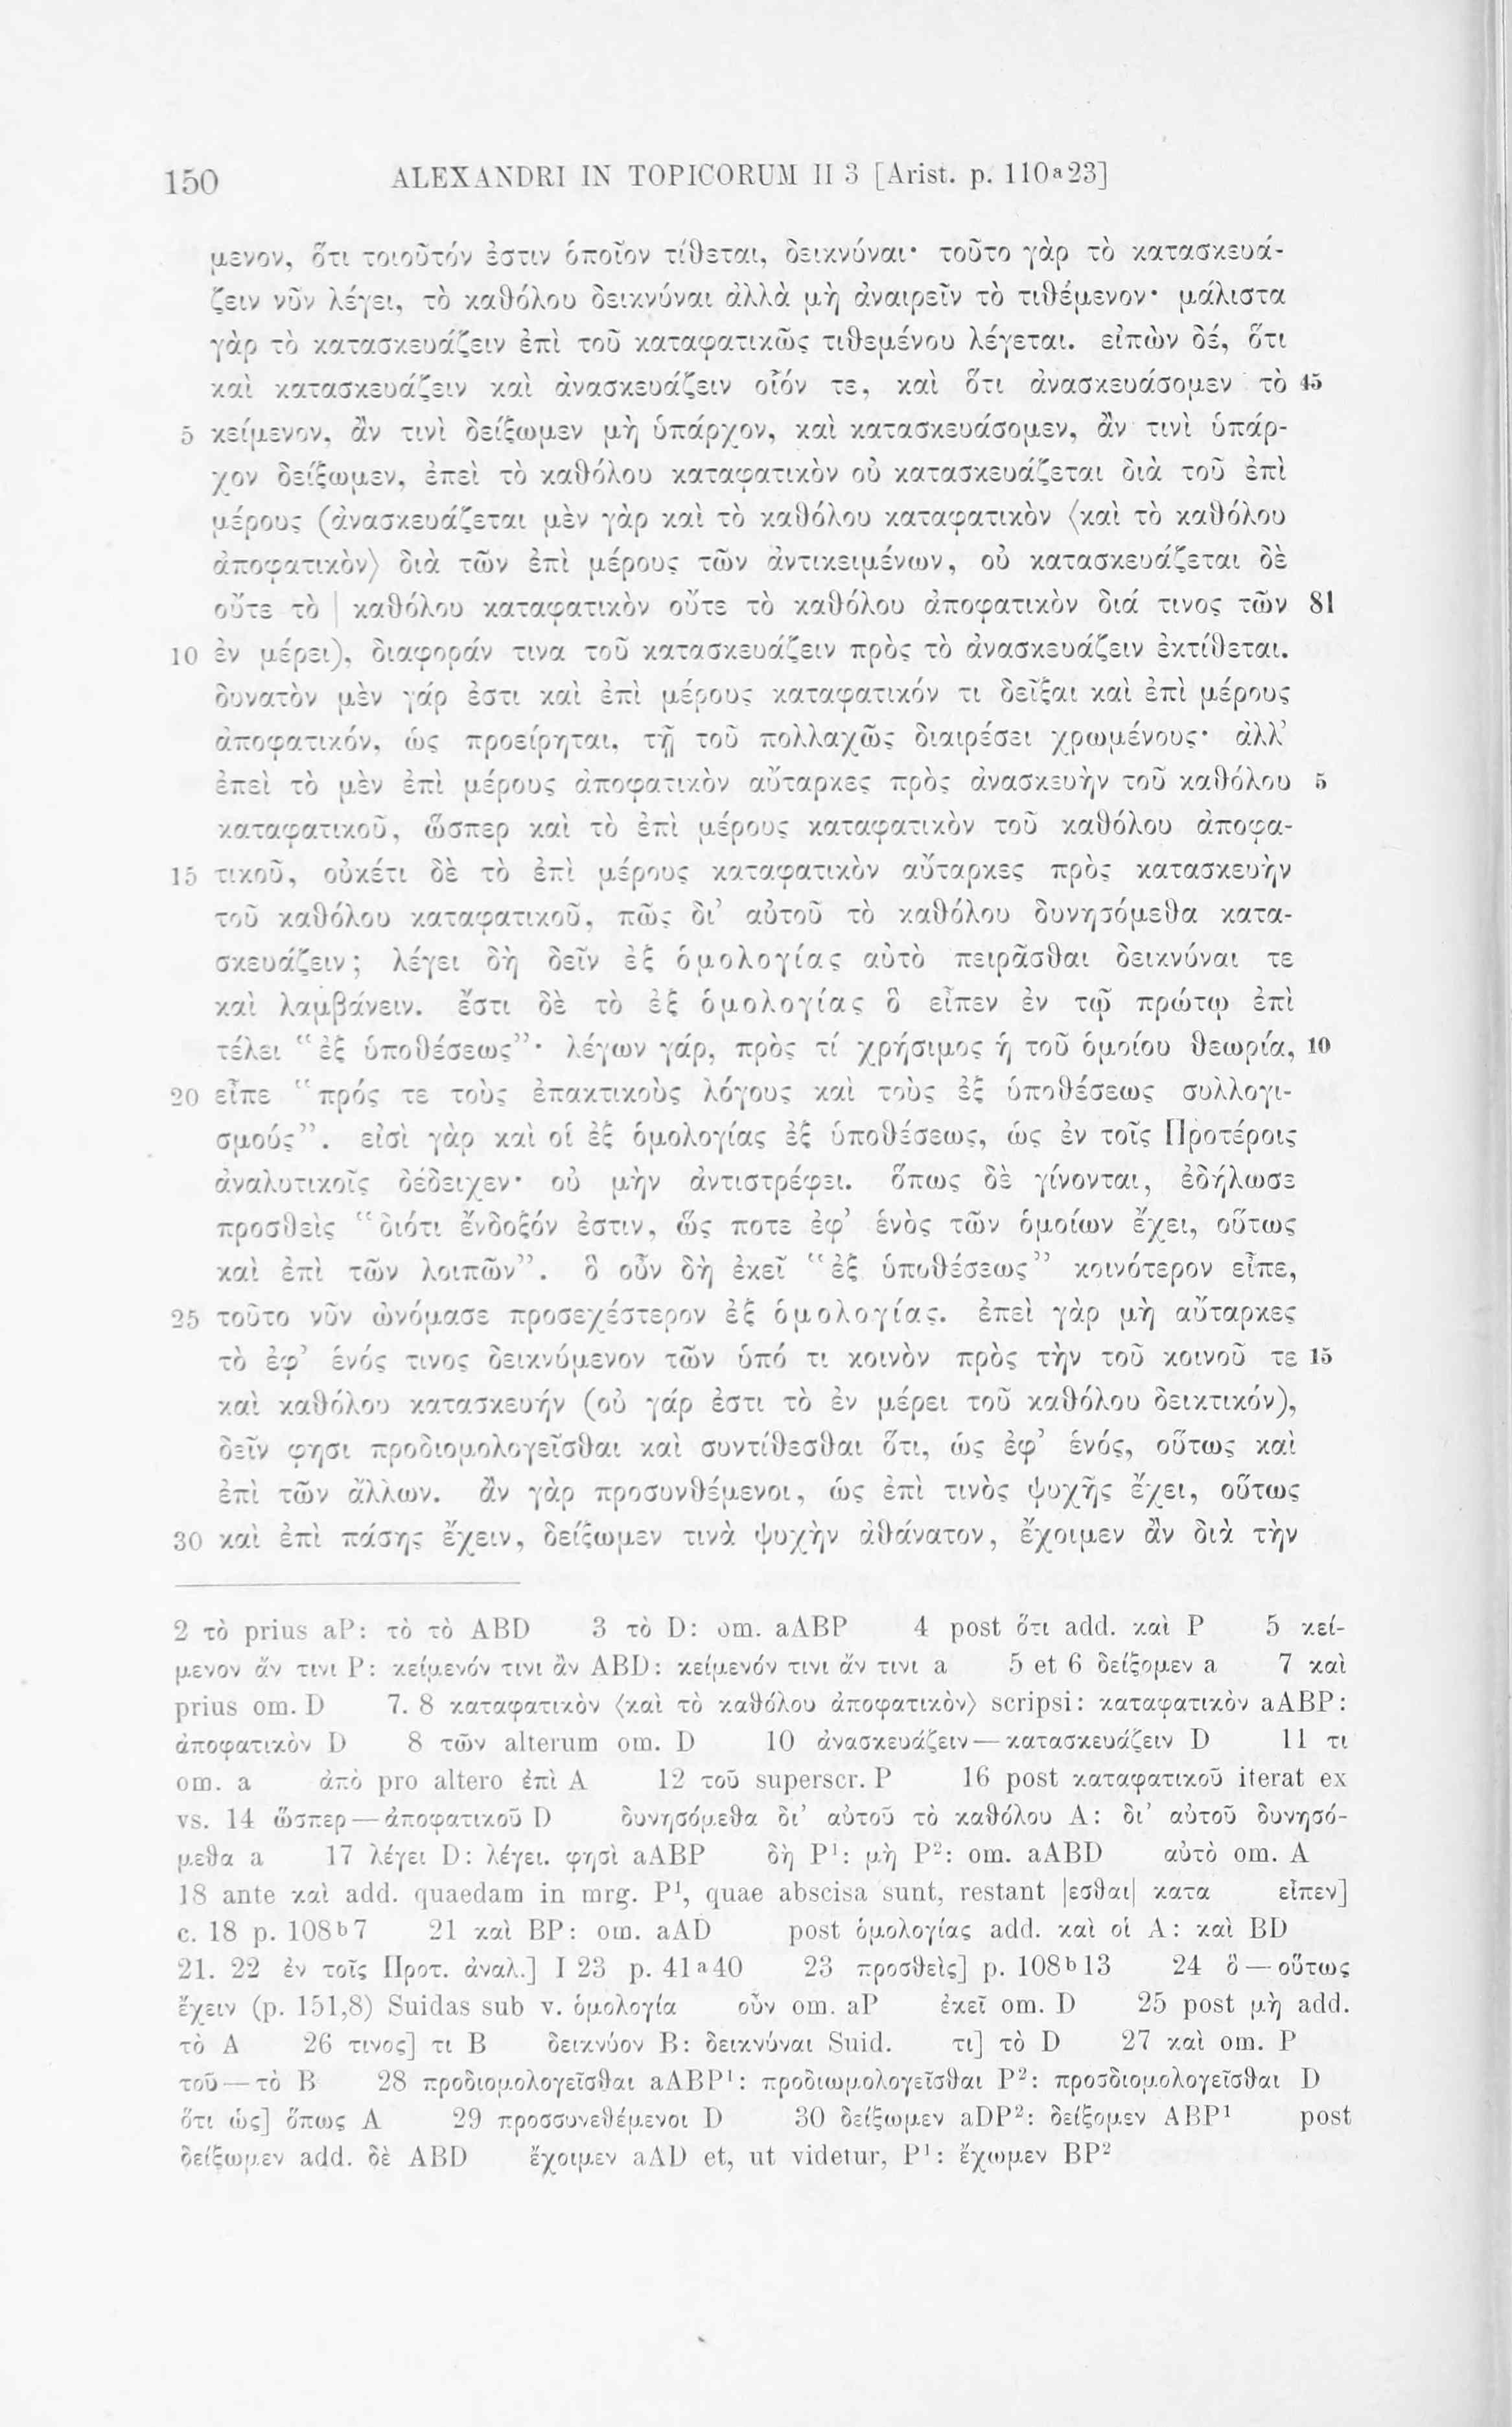 150 ALEXANDRI IN TOPICORUM II 3 [Arist. p. 110a23]
μενον, ὅτι τοιοῦτόν ἐστιν ὁποῖον τίθεται, δεικνύναι· τοῦτο γὰρ τὸ κατασκευά-
ζειν νῦν λέγει, τὸ καθόλου δεικνύναι ἀλλὰ μὴ ἀναιρεῖν τὸ τιθέμενον· μάλιστα
γὰρ τὸ κατασκευάζειν ἐπὶ τοῦ καταφατικῶς τιθεμένου λέγεται. εἰπὼν δέ, ὅτι
καὶ κατασκευάζειν καὶ ἀνασκευάζειν οἷόν τε, καὶ ὅτι ἀνασκευάσομεν τὸ 45
5 κείμενον, ἄν τινὶ δείξωμεν μὴ ὑπάρχον, καὶ κατασκευάσομεν, ἄν τινὶ ὑπάρ-
χον δείξωμεν, ἐπεὶ τὸ καθόλου καταφατικὸν οὐ κατασκευάζεται διὰ τοῦ ἐπὶ
μέρους (ἀνασκευάζεται μὲν γὰρ καὶ τὸ καθόλου καταφατικὸν ⟨καὶ τὸ καθόλου
ἀποφατικὸν⟩ διὰ τῶν ἐπὶ μέρους τῶν ἀντικειμένων, οὐ κατασκευάζεται δὲ
οὔτε τὸ | καθόλου καταφατικὸν οὔτε τὸ καθόλου ἀποφατικὸν διά τινος τῶν 81
10 ἐν μέρει), διαφοράν τινα τοῦ κατασκευάζειν πρὸς τὸ ἀνασκευάζειν ἐκτίθεται.
δυνατὸν μὲν γάρ ἐστι καὶ ἐπὶ μέρους καταφατικόν τι δεῖξαι καὶ ἐπὶ μέρους
ἀποφατικόν, ὡς προείρηται, τῇ τοῦ πολλαχῶς διαιρέσει χρωμένους· ἀλλ’
ἐπεὶ τὸ μὲν ἐπὶ μέρους ἀποφατικὸν αὔταρκες πρὸς ἀνασκευὴν τοῦ καθόλου 5
καταφατικοῦ, ὥσπερ καὶ τὸ ἐπὶ μέρους καταφατικὸν τοῦ καθόλου ἀποφα-
15 τικοῦ, οὐκέτι δὲ τὸ ἐπὶ μέρους καταφατικὸν αὔταρκες πρὸς κατασκευὴν
τοῦ καθόλου καταφατικοῦ, πῶς δι’ αὐτοῦ τὸ καθόλου δυνησόμεθα κατα-
σκευάζειν; λέγει δὴ δεῖν ἐξ ὁμολογίας αὐτὸ πειρᾶσθαι δεικνύναι τε
καὶ λαμβάνειν. ἔστι δὲ τὸ ἐξ ὁμολογίας ὃ εἶπεν ἐν τῷ πρώτῳ ἐπὶ
τέλει “ἐξ ὑποθέσεως”· λέγων γάρ, πρὸς τί χρήσιμος ἡ τοῦ ὁμοίου θεωρία, 10
20 εἶπε “πρός τε τοὺς ἐπακτικοὺς λόγους καὶ τοὺς ἐξ ὑποθέσεως συλλογι-
σμούς”. εἰσὶ γὰρ καὶ οἱ ἐξ ὁμολογίας ἐξ ὑποθέσεως, ὡς ἐν τοῖς Προτέροις
ἀναλυτικοῖς δέδειχεν· οὐ μὴν ἀντιστρέφει. ὅπως δὲ γίνονται, ἐδήλωσε
προσθεὶς “διότι ἔνδοξόν ἐστιν, ὥς ποτε ἐφ’ ἑνὸς τῶν ὁμοίων ἔχει, οὕτως
καὶ ἐπὶ τῶν λοιπῶν”. ὃ οὖν δὴ ἐκεῖ “ἐξ ὑποθέσεως” κοινότερον εἶπε,
25 τοῦτο νῦν ὠνόμασε προσεχέστερον ἐξ ὁμολογίας. ἐπεὶ γὰρ μὴ αὔταρκες
τὸ ἐφ’ ἑνός τινος δεικνύμενον τῶν ὑπό τι κοινὸν πρὸς τὴν τοῦ κοινοῦ τε 15
καὶ καθόλου κατασκευήν (οὐ γάρ ἐστι τὸ ἐν μέρει τοῦ καθόλου δεικτικόν),
δεῖν φησι προδιομολογεῖσθαι καὶ συντίθεσθαι ὅτι, ὡς ἐφ’ ἑνός, οὕτως καὶ
ἐπὶ τῶν ἄλλων. ἂν γὰρ προσυνθέμενοι, ὡς ἐπὶ τινὸς ψυχῆς ἔχει, οὕτως
30 καὶ ἐπὶ πάσης ἔχειν, δείξωμεν τινὰ ψυχὴν ἀθάνατον, ἔχοιμεν ἂν διὰ τὴν
2 τὸ prius aP: τὸ τὸ ABD 3 τὸ D: om. aABP 4 post ὅτι add. καὶ P 5 κεί-
μενον ἄν τινι P: κείμενόν τινι ἂν ABD: κείμενόν τινι ἄν τινι a 5 et 6 δείξομεν a 7 καὶ
prius om. D 7. 8 καταφατικὸν ⟨καὶ τὸ καθόλου ἀποφατικὸν⟩ scripsi: καταφατικὸν aABP:
ἀποφατικὸν D 8 τῶν alterum om. D 10 ἀνασκευάζειν — κατασκευάζειν D 11 τι
om. a ἀπὸ pro altero ἐπὶ A 12 τοῦ superscr. P 16 post καταφατικοῦ iterat ex
vs. 14 ὥσπερ — ἀποφατικοῦ D δυνησόμεθα δι’ αὐτοῦ τὸ καθόλου A: δι’ αὐτοῦ δυνησό-
μεθα a 17 λέγει D: λέγει. φησὶ aABP δὴ P¹: μὴ P²: om. aABD αὐτὸ om. A
18 ante καὶ add. quaedam in mrg. P¹, quae abscisa sunt, restant |εσθαι| κατα εἶπεν]
c. 18 p. 108b7 21 καὶ BP: om. aAD post ὁμολογίας add. καὶ οἱ A: καὶ BD
21. 22 ἐν τοῖς Προτ. ἀναλ.] I 23 p. 41a40 23 προσθεὶς] p. 108b13 24 ὃ — οὕτως
ἔχειν (p. 151,8) Suidas sub v. ὁμολογία οὖν om. aP ἐκεῖ om. D 25 post μὴ add.
τὸ A 26 τινος] τι B δεικνύον B: δεικνύναι Suid. τι] τὸ D 27 καὶ om. P
τοῦ — τὸ B 28 προδιομολογεῖσθαι aABP¹: προδιωμολογεῖσθαι P²: προσδιομολογεῖσθαι D
ὅτι ὡς] ὅπως A 29 προσσυνεθέμενοι D 30 δείξωμεν aDP²: δείξομεν ABP¹ post
δείξωμεν add. δὲ ABD ἔχοιμεν aAD et, ut videtur, P¹: ἔχωμεν BP²